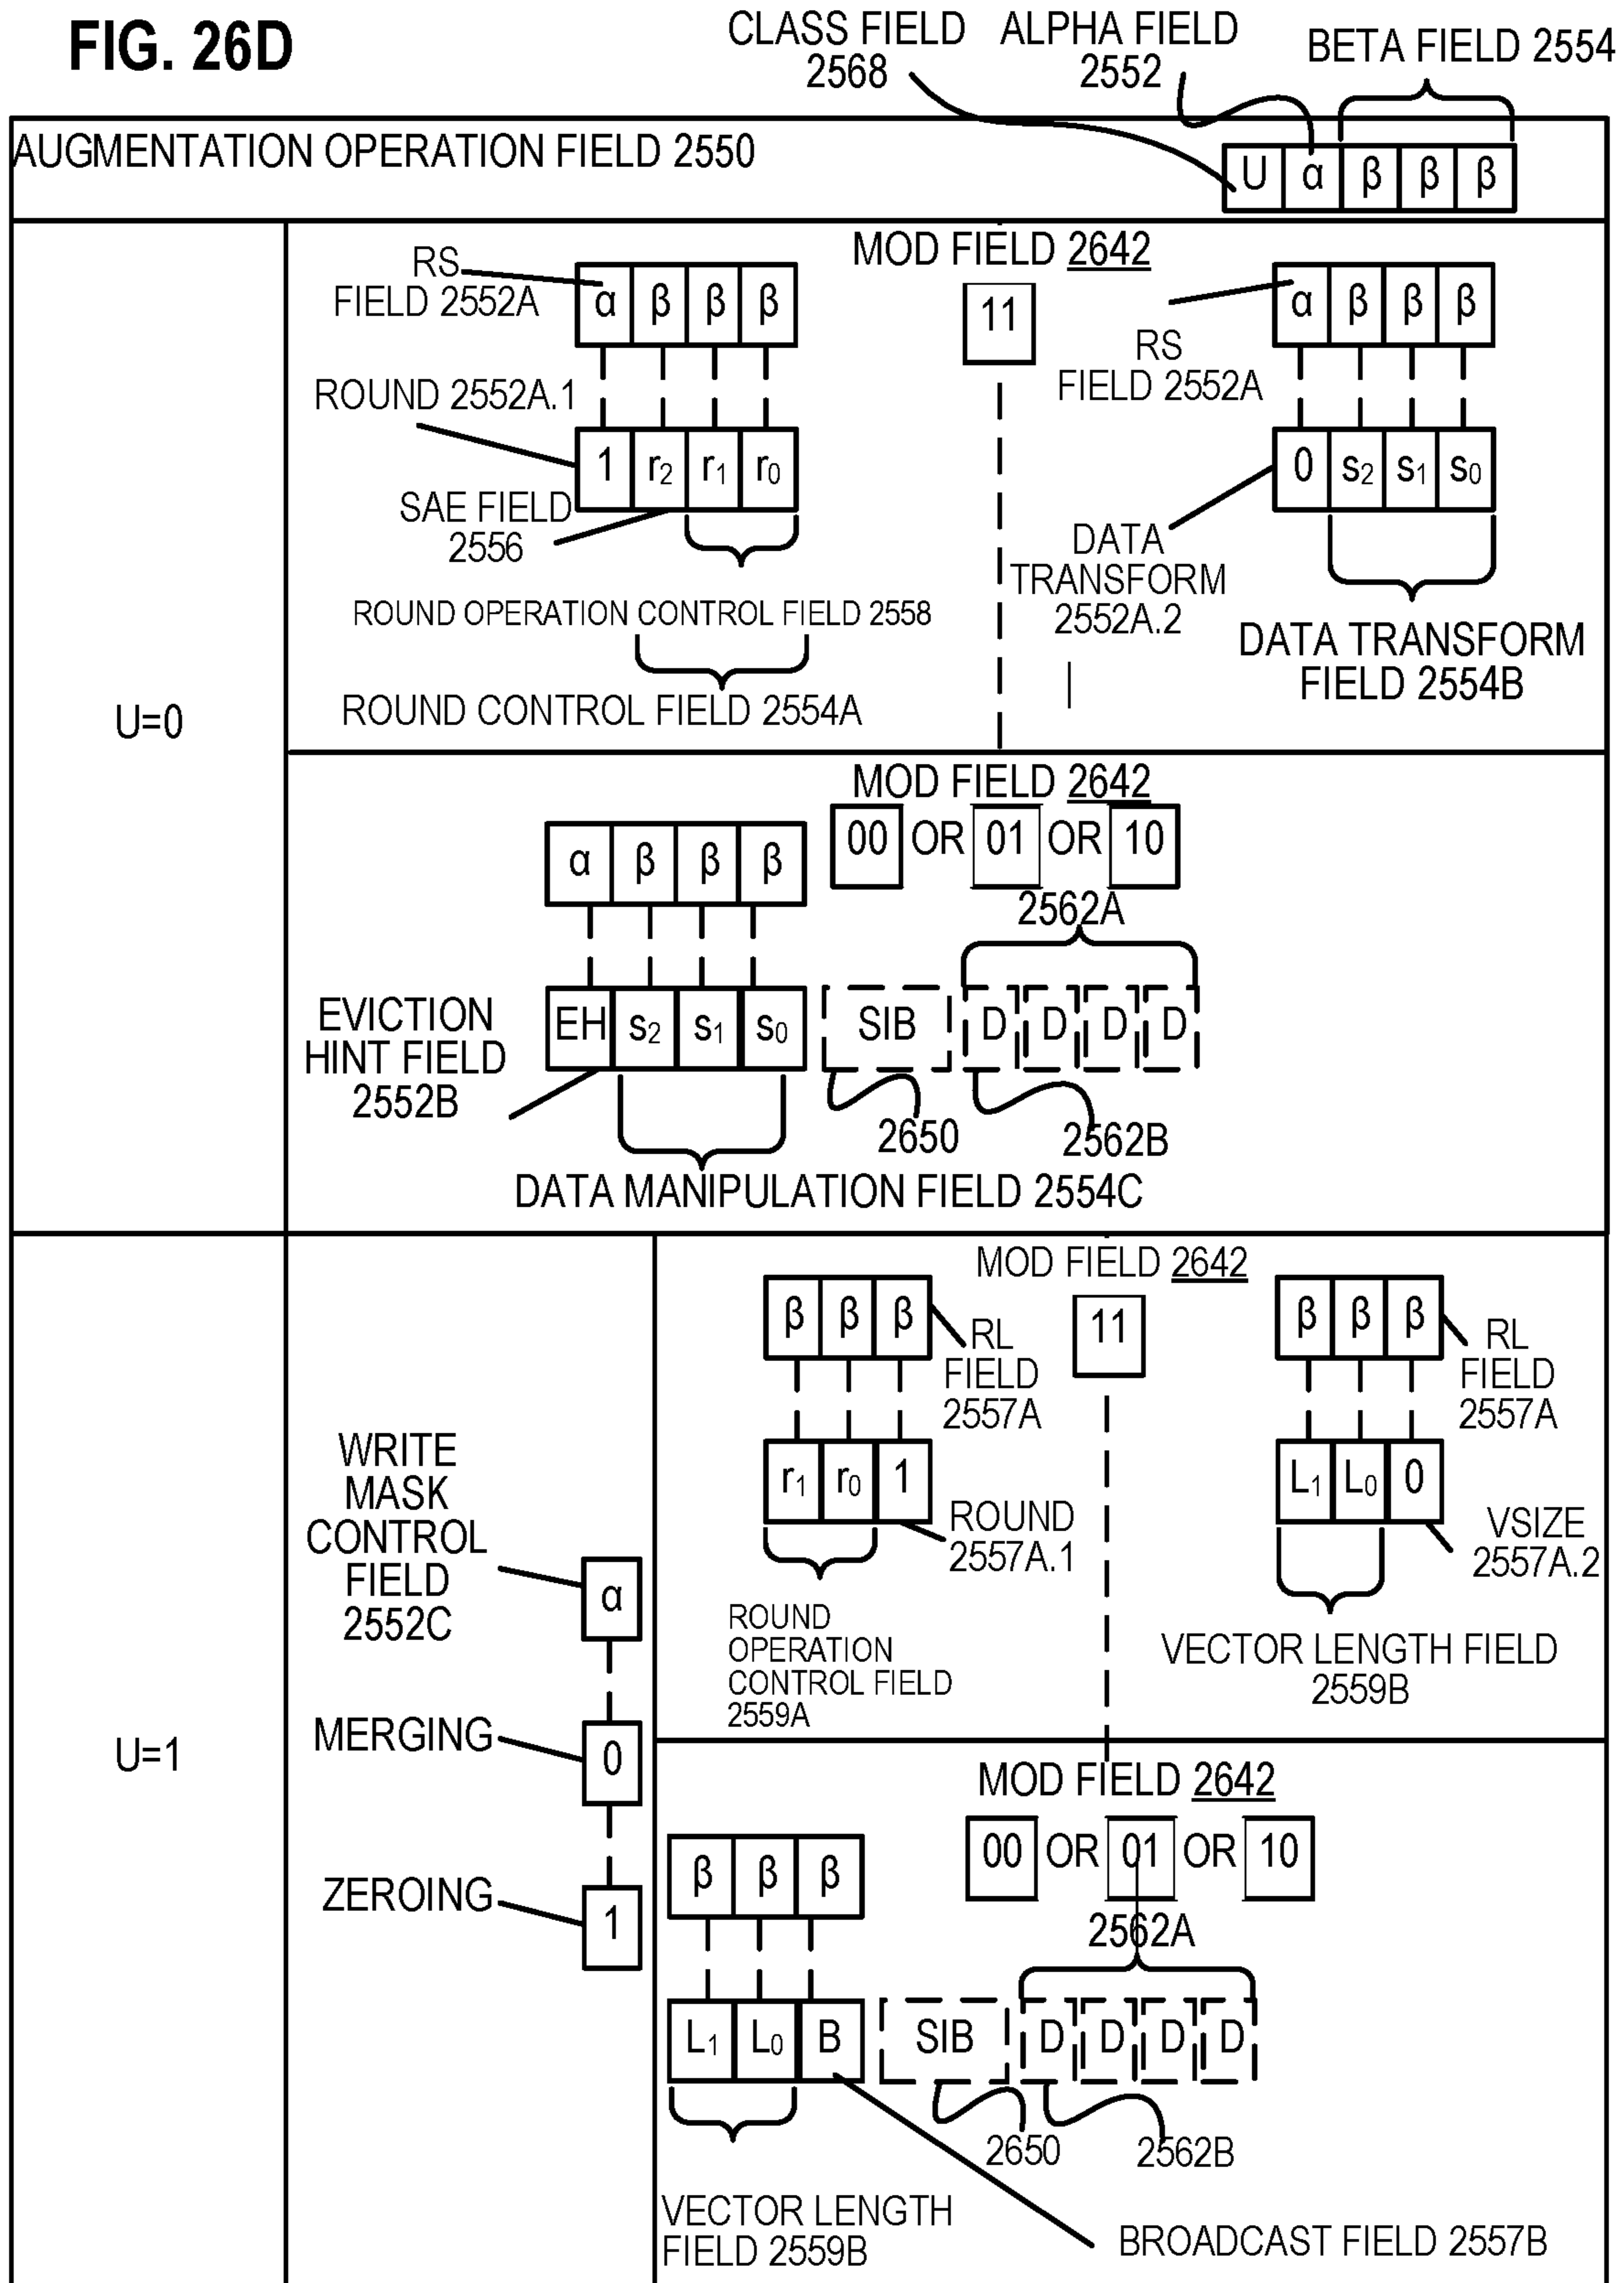 FIG. 26D
CLASS FIELD
2568
ALPHA FIELD
2552
BETA FIELD 2554
AUGMENTATION OPERATION FIELD 2550
U α β β β
U=0
MOD FIELD 2642
11
RS
FIELD 2552A
α β β β
ROUND 2552A.1
1 r2 r1 r0
SAE FIELD
2556
ROUND OPERATION CONTROL FIELD 2558
ROUND CONTROL FIELD 2554A
α β β β
RS
FIELD 2552A
0 s2 s1 s0
DATA
TRANSFORM
2552A.2
DATA TRANSFORM
FIELD 2554B
MOD FIELD 2642
00 OR 01 OR 10
α β β β
2562A
EVICTION
HINT FIELD
2552B
EH s2 s1 s0 SIB D D D D
2650
2562B
DATA MANIPULATION FIELD 2554C
U=1
WRITE
MASK
CONTROL
FIELD
2552C
α
MERGING
0
ZEROING
1
MOD FIELD 2642
11
β β β
RL
FIELD
2557A
r1 r0 1
ROUND
2557A.1
ROUND
OPERATION
CONTROL FIELD
2559A
β β β
RL
FIELD
2557A
L1 L0 0
VSIZE
2557A.2
VECTOR LENGTH FIELD
2559B
MOD FIELD 2642
00 OR 01 OR 10
β β β
2562A
L1 L0 B SIB D D D D
2650
2562B
VECTOR LENGTH
FIELD 2559B
BROADCAST FIELD 2557B